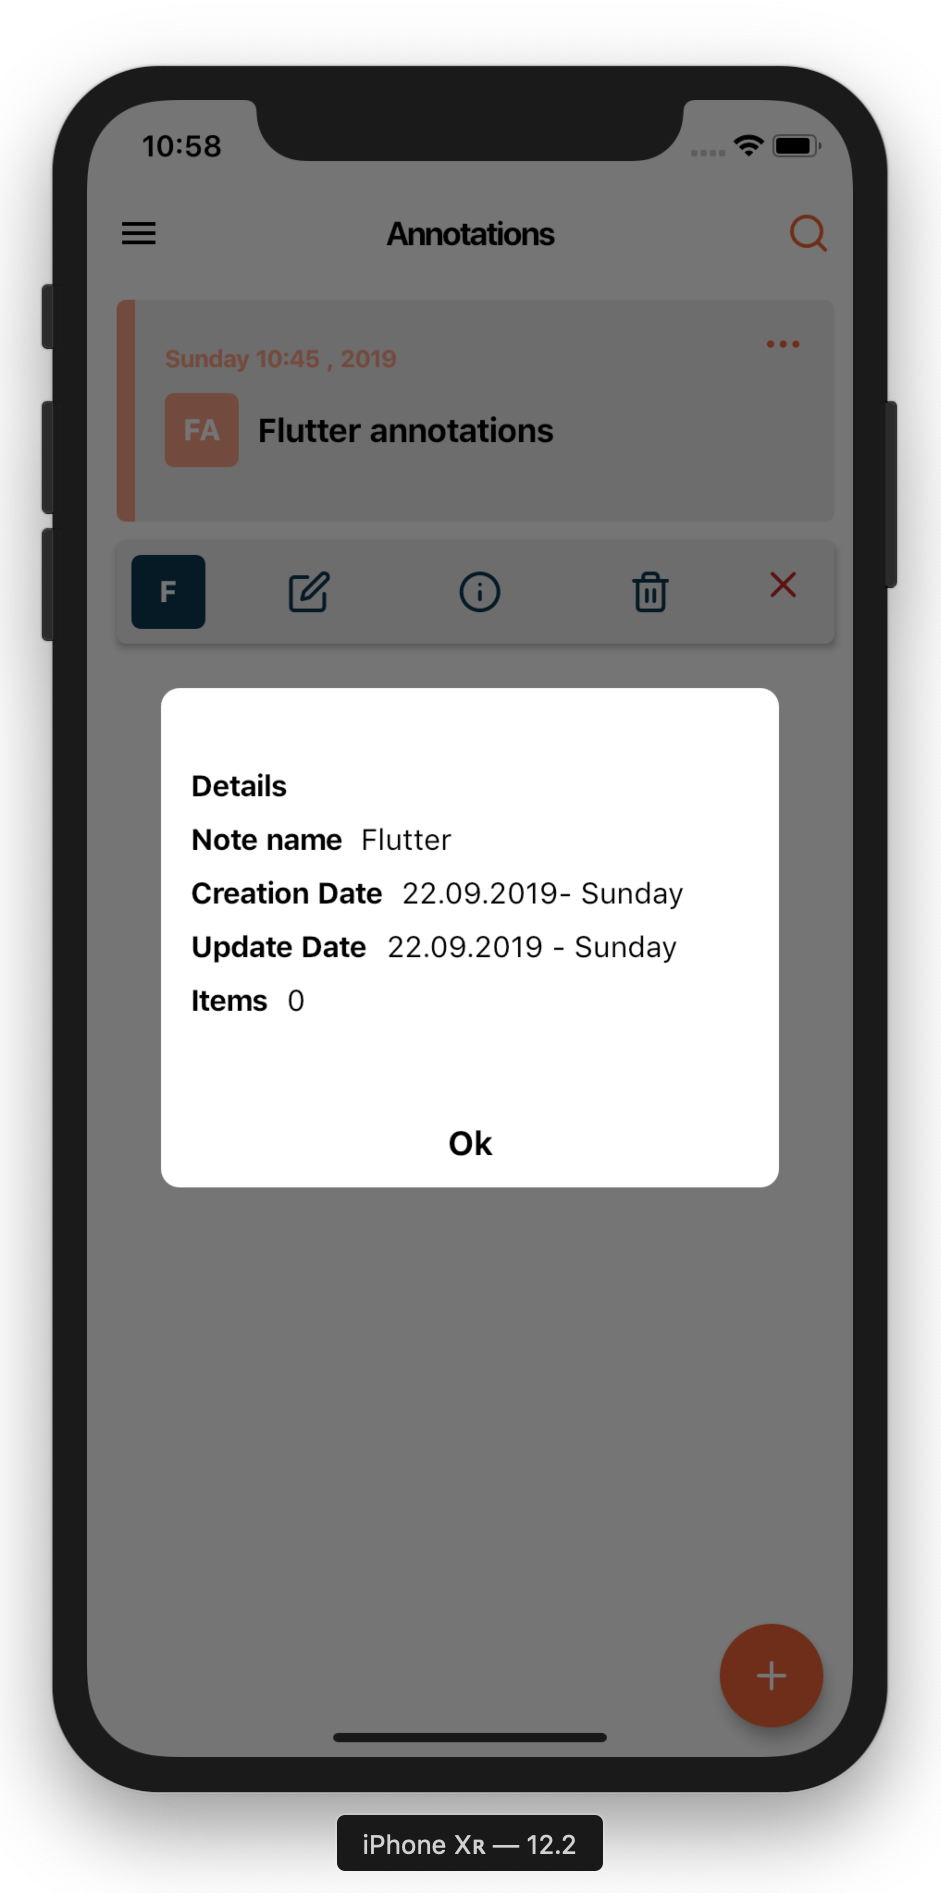 10:58
Annotations
Sunday 10:45 , 2019
FA Flutter annotations
F
Details
Note name Flutter
Creation Date 22.09.2019- Sunday
Update Date 22.09.2019 - Sunday
Items 0
Ok
iPhone Xʀ — 12.2